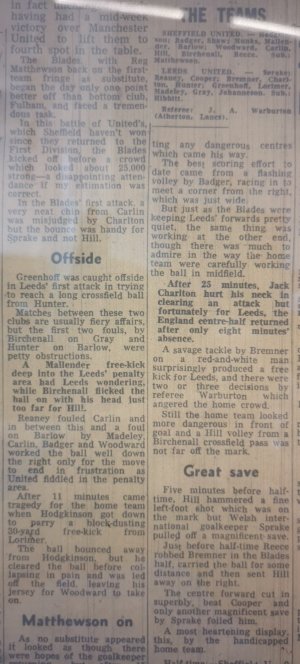 in fact
having had a mid-week
victory over Manchester
United to lift them to
fourth spot in the table.
The Blades, with Reg
Matthewson back on the first-
team fringe as substitute,
began the day only one point
better off than bottom club,
Fulham, and faced a tremen-
dous task.
In this battle of United's,
which Sheffield haven't won
since they returned to the
First Division, the Blades
kicked off before a crowd
which looked about 25,000
strong—a disappointing atten-
dance if my estimation was
correct.
In the Blades' first attack, a
very neat chip from Carlin
was misjudged by Charlton
but the bounce was handy for
Sprake and not Hill.
Offside
Greenhoff was caught offside
in Leeds' first attack in trying
to reach a long crossfield ball
from Hunter.
Matches between these two
clubs are usually fiery affairs,
but the first two fouls, by
Birchenall on Gray and
Hunter on Barlow, were
petty obstructions.
A Mallender free-kick
deep into the Leeds' penalty
area had Leeds wondering,
while Birchenall flicked the
ball on with his head just
too far for Hill.
Reaney fouled Carlin and
in between this and a foul
on Barlow by Madeley,
Carlin, Badger and Woodward
worked the ball well down
the right only for the move
to end in frustration as
United fiddled in the penalty
area.
After 11 minutes came
tragedy for the home team
when Hodgkinson got down
to parry a block-busting
30-yard free-kick from
Lorimer.
The ball bounced away
from Hodgkinson, but he
cleared the ball before col-
lapsing in pain and was led
off the field, leaving his
jersey for Woodward to take
on.
Matthewson on
As no substitute appeared
it looked as though there
were hopes of the goalkeeper
THE TEAMS
SHEFFIELD UNITED. —
son; Badger, Shaw; Munks, Mallen-
der, Barlow; Woodward, Carlin,
Hill, Birchenall, Reece. Sub.:
Matthewson.
LEEDS UNITED. — Sprake;
Reaney, Cooper; Bremner, Charl-
ton, Hunter; Greenhoff, Lorimer,
Madeley, Gray, Johanneson. Sub.:
Hibbitt.
Referee: J. A. Warburton
(Atherton, Lancs).
ting any dangerous centres
which came his way.
The best scoring effort to
date came from a flashing
volley by Badger, racing in to
meet a corner from the right,
which was just wide.
But just as the Blades were
keeping Leeds' forwards pretty
quiet, the same thing was
working at the other end,
though there was much to
admire in the way the home
team were carefully working
the ball in midfield.
After 25 minutes, Jack
Charlton hurt his neck in
clearing an attack but
fortunately for Leeds, the
England centre-half returned
after only eight minutes'
absence.
A savage tackle by Bremner
on a red-and-white man
surprisingly produced a free
kick for Leeds, and there were
two or three decisions by
referee Warburton which
angered the home crowd.
Still the home team looked
more dangerous in front of
goal and a Hill volley from a
Birchenall crossfield pass was
not far off the mark.
Great save
Five minutes before half-
time, Hill hammered a fine
left-foot shot which was on
the mark but Welsh inter-
national goalkeeper Sprake
pulled off a magnificent save.
Just before half-time Reece
robbed Bremner in the Blades
half, carried the ball for some
distance and then sent Hill
away on the right.
The centre forward cut in
superbly, beat Cooper and
only another magnificent save
by Sprake foiled him.
A most heartening display,
this, by the handicapped
home team.